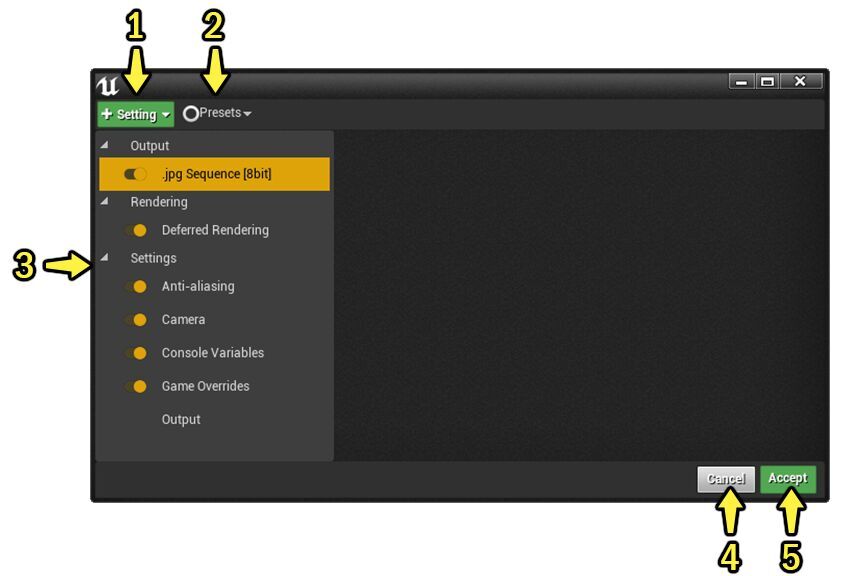 1
2
+ Setting
Presets
Output
.jpg Sequence [8bit]
Rendering
Deferred Rendering
3
Settings
Anti-aliasing
Camera
Console Variables
Game Overrides
Output
Cancel
Accept
4
5